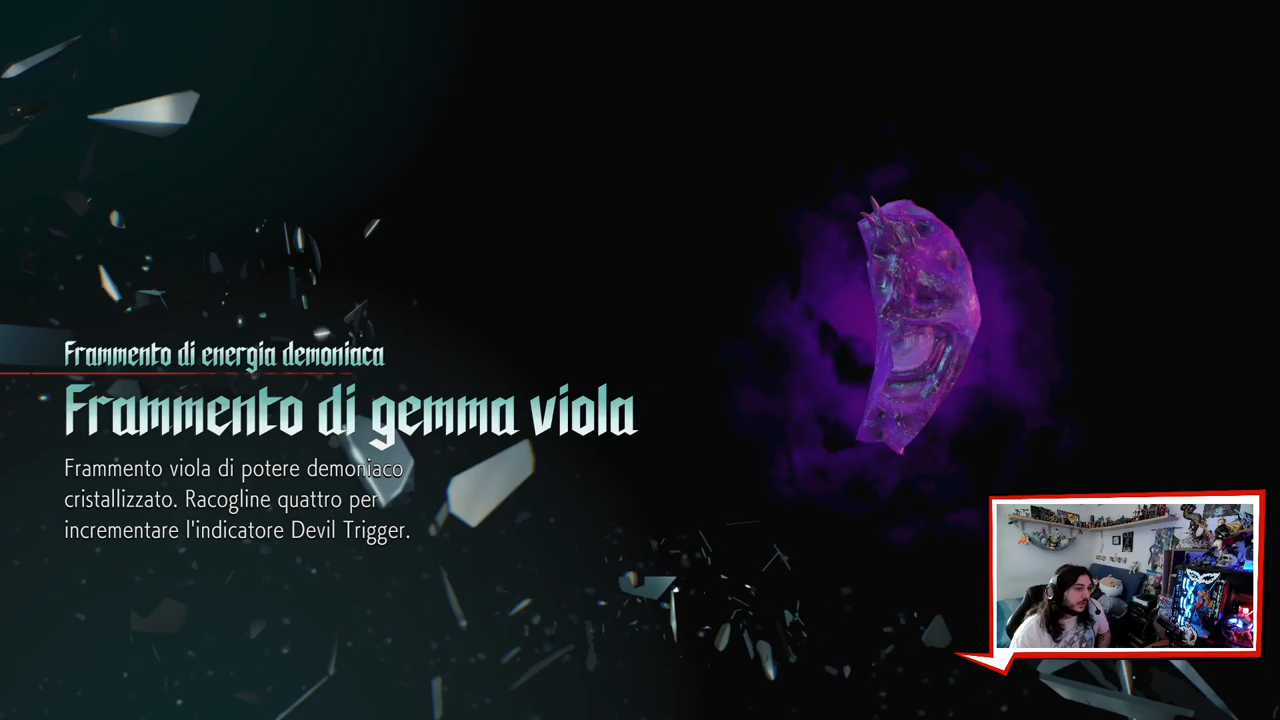 Frammento di energia demoniaca
Frammento di gemma viola
Frammento viola di potere demoniaco
cristallizzato. Racogline quattro per
incrementare l'indicatore Devil Trigger.